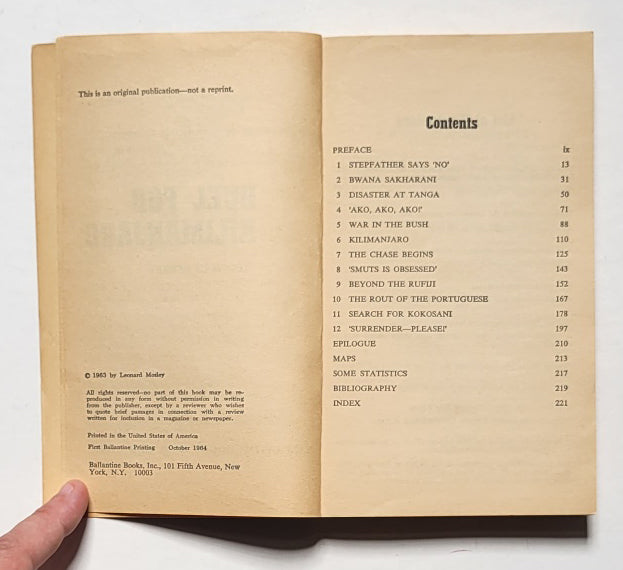 This is an original publication—not a reprint.
© 1963 by Leonard Mosley
All rights reserved—no part of this book may be re-
produced in any form without permission in writing
from the publisher, except by a reviewer who wishes
to quote brief passages in connection with a review
written for inclusion in a magazine or newspaper.
Printed in the United States of America
First Ballantine Printing October 1964
Ballantine Books, Inc., 101 Fifth Avenue, New
York, N.Y. 10003
Contents
PREFACE ix
1 STEPFATHER SAYS 'NO' 13
2 BWANA SAKHARANI 31
3 DISASTER AT TANGA 50
4 'AKO, AKO, AKO!' 71
5 WAR IN THE BUSH 88
6 KILIMANJARO 110
7 THE CHASE BEGINS 125
8 'SMUTS IS OBSESSED' 143
9 BEYOND THE RUFIJI 152
10 THE ROUT OF THE PORTUGUESE 167
11 SEARCH FOR KOKOSANI 178
12 'SURRENDER—PLEASE!' 197
EPILOGUE 210
MAPS 213
SOME STATISTICS 217
BIBLIOGRAPHY 219
INDEX 221